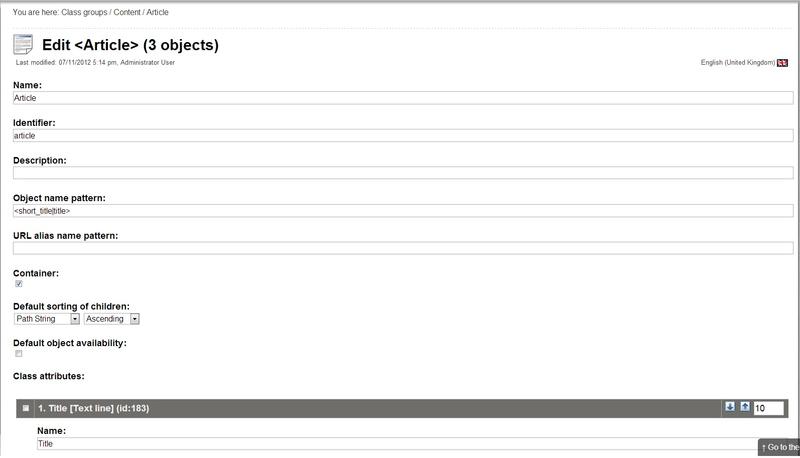 You are here: Class groups / Content / Article
Edit <Article> (3 objects)
Last modified: 07/11/2012 5:14 pm, Administrator User
English (United Kingdom)
Name:
Article
Identifier:
article
Description:
Object name pattern:
<short_title|title>
URL alias name pattern:
Container:
Default sorting of children:
Path String Ascending
Default object availability:
Class attributes:
1. Title [Text line] (id:183) 10
Name:
Title
↑ Go to the